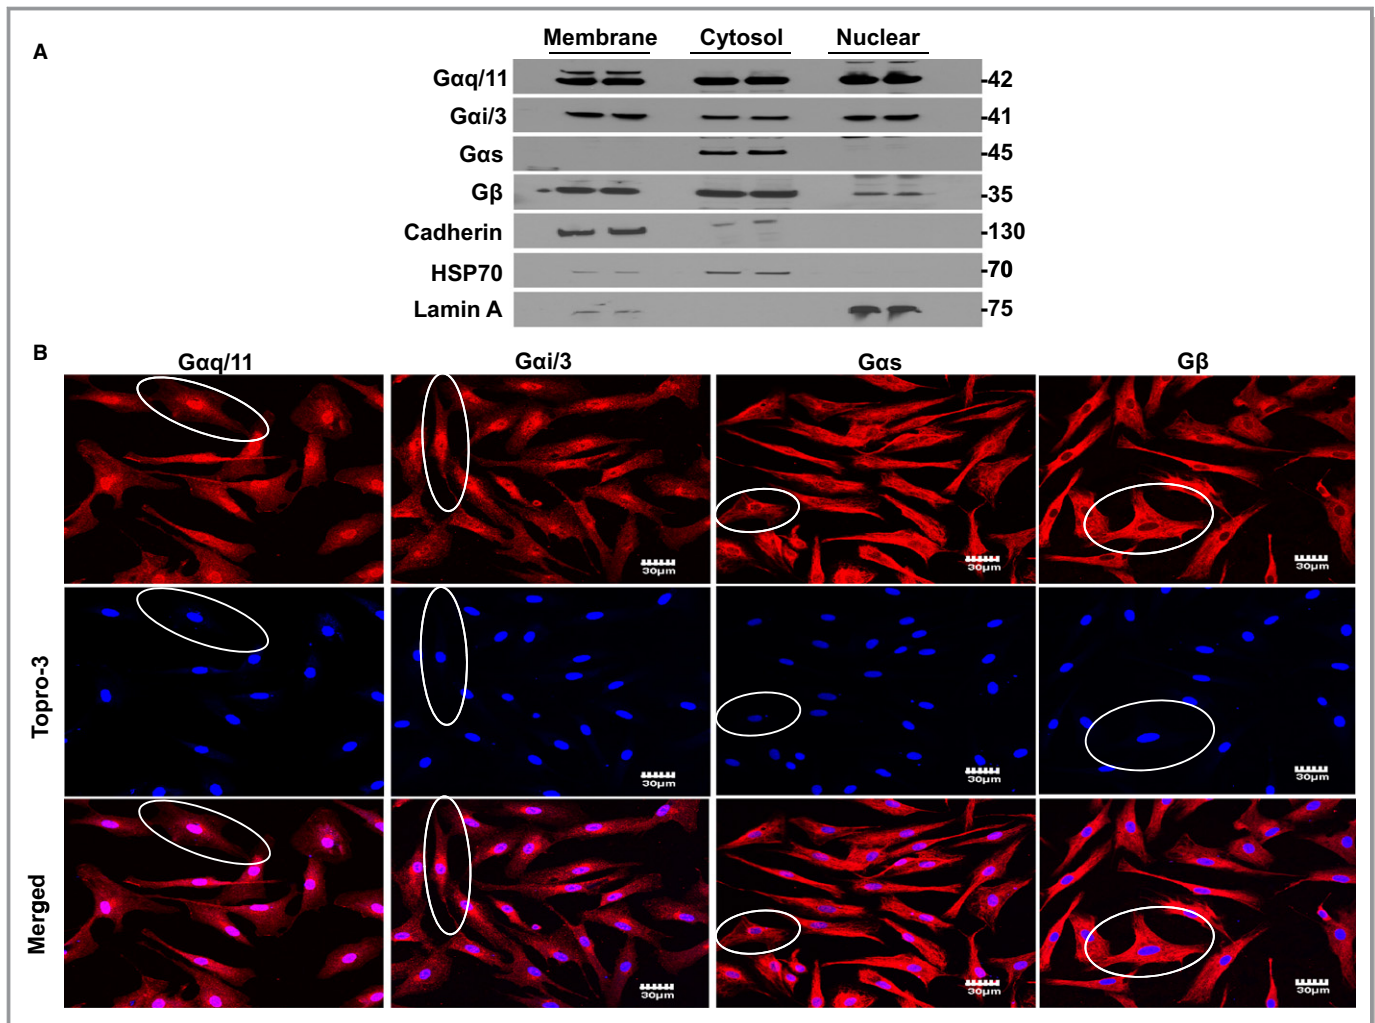 A
Membrane Cytosol Nuclear
Gαq/11 -42
Gαi/3 -41
Gαs -45
Gβ -35
Cadherin -130
HSP70 -70
Lamin A -75
B
Gαq/11 Gαi/3 Gαs Gβ
30μm 30μm 30μm
Topro-3
30μm 30μm 30μm
Merged
30μm 30μm 30μm